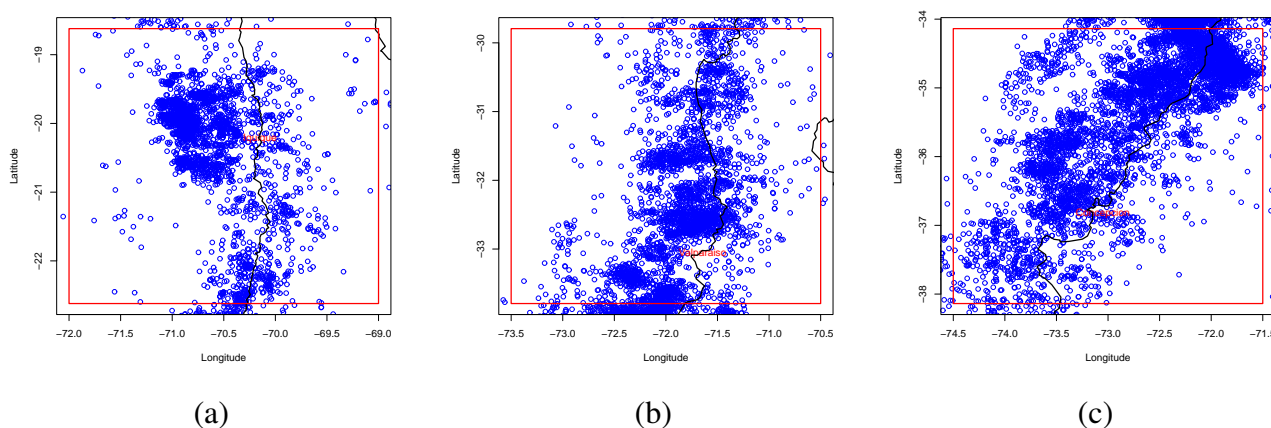 Latitude
−19
−20
−21
−22
−72.0 −71.5 −71.0 −70.5 −70.0 −69.5 −69.0
Longitude
(a)
Latitude
−30
−31
−32
−33
Valparaiso
−73.5 −73.0 −72.5 −72.0 −71.5 −71.0 −70.5
Longitude
(b)
Latitude
−34
−35
−36
−37
−38
−74.5 −74.0 −73.5 −73.0 −72.5 −72.0
Longitude
(c)